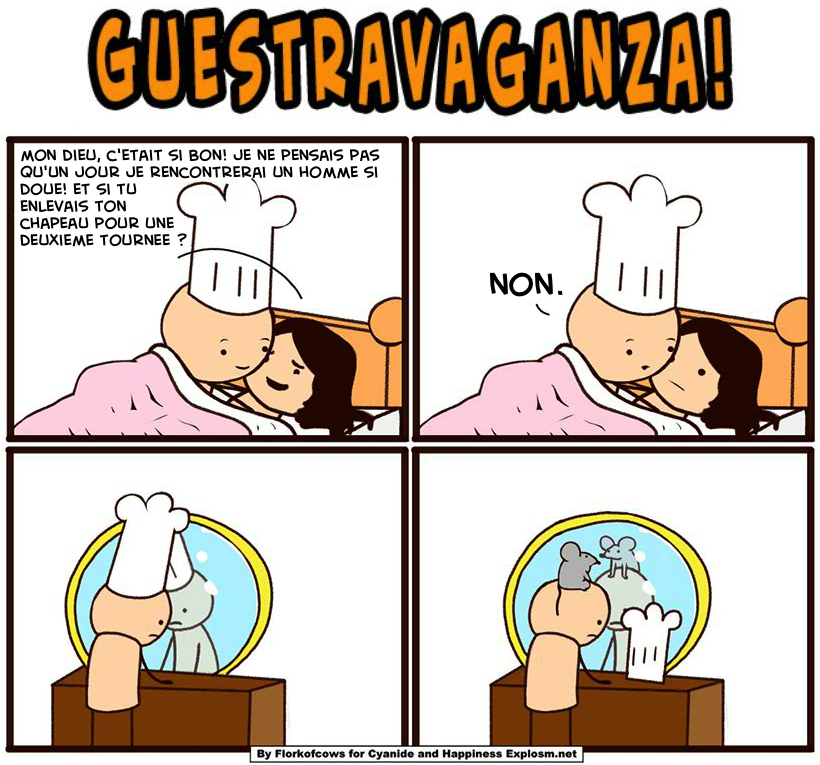 GUESTRAVAGANZA!
MON DIEU, C'ETAIT SI BON! JE NE PENSAIS PAS
QU'UN JOUR JE RENCONTRERAI UN HOMME SI
DOUE! ET SI TU
ENLEVAIS TON
CHAPEAU POUR UNE
DEUXIEME TOURNEE ?
NON.
By Florkofcows for Cyanide and Happiness Explosm.net